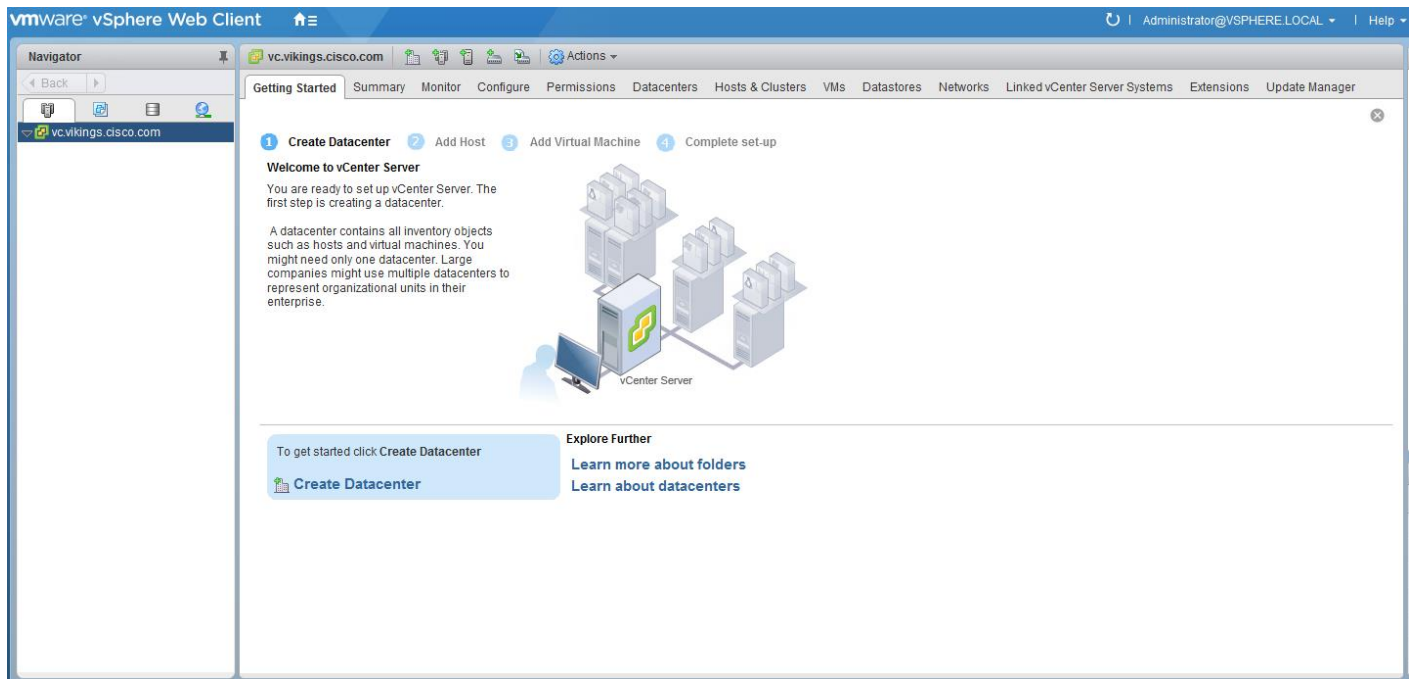 vmware® vSphere Web Client
Administrator@VSPHERE.LOCAL
Help
Navigator
vc.vikings.cisco.com
Actions
Back
Getting Started Summary Monitor Configure Permissions Datacenters Hosts & Clusters VMs Datastores Networks Linked vCenter Server Systems Extensions Update Manager
vc.vikings.cisco.com
1 Create Datacenter 2 Add Host 3 Add Virtual Machine 4 Complete set-up
Welcome to vCenter Server
You are ready to set up vCenter Server. The
first step is creating a datacenter.
A datacenter contains all inventory objects
such as hosts and virtual machines. You
might need only one datacenter. Large
companies might use multiple datacenters to
represent organizational units in their
enterprise.
vCenter Server
To get started click Create Datacenter
Create Datacenter
Explore Further
Learn more about folders
Learn about datacenters